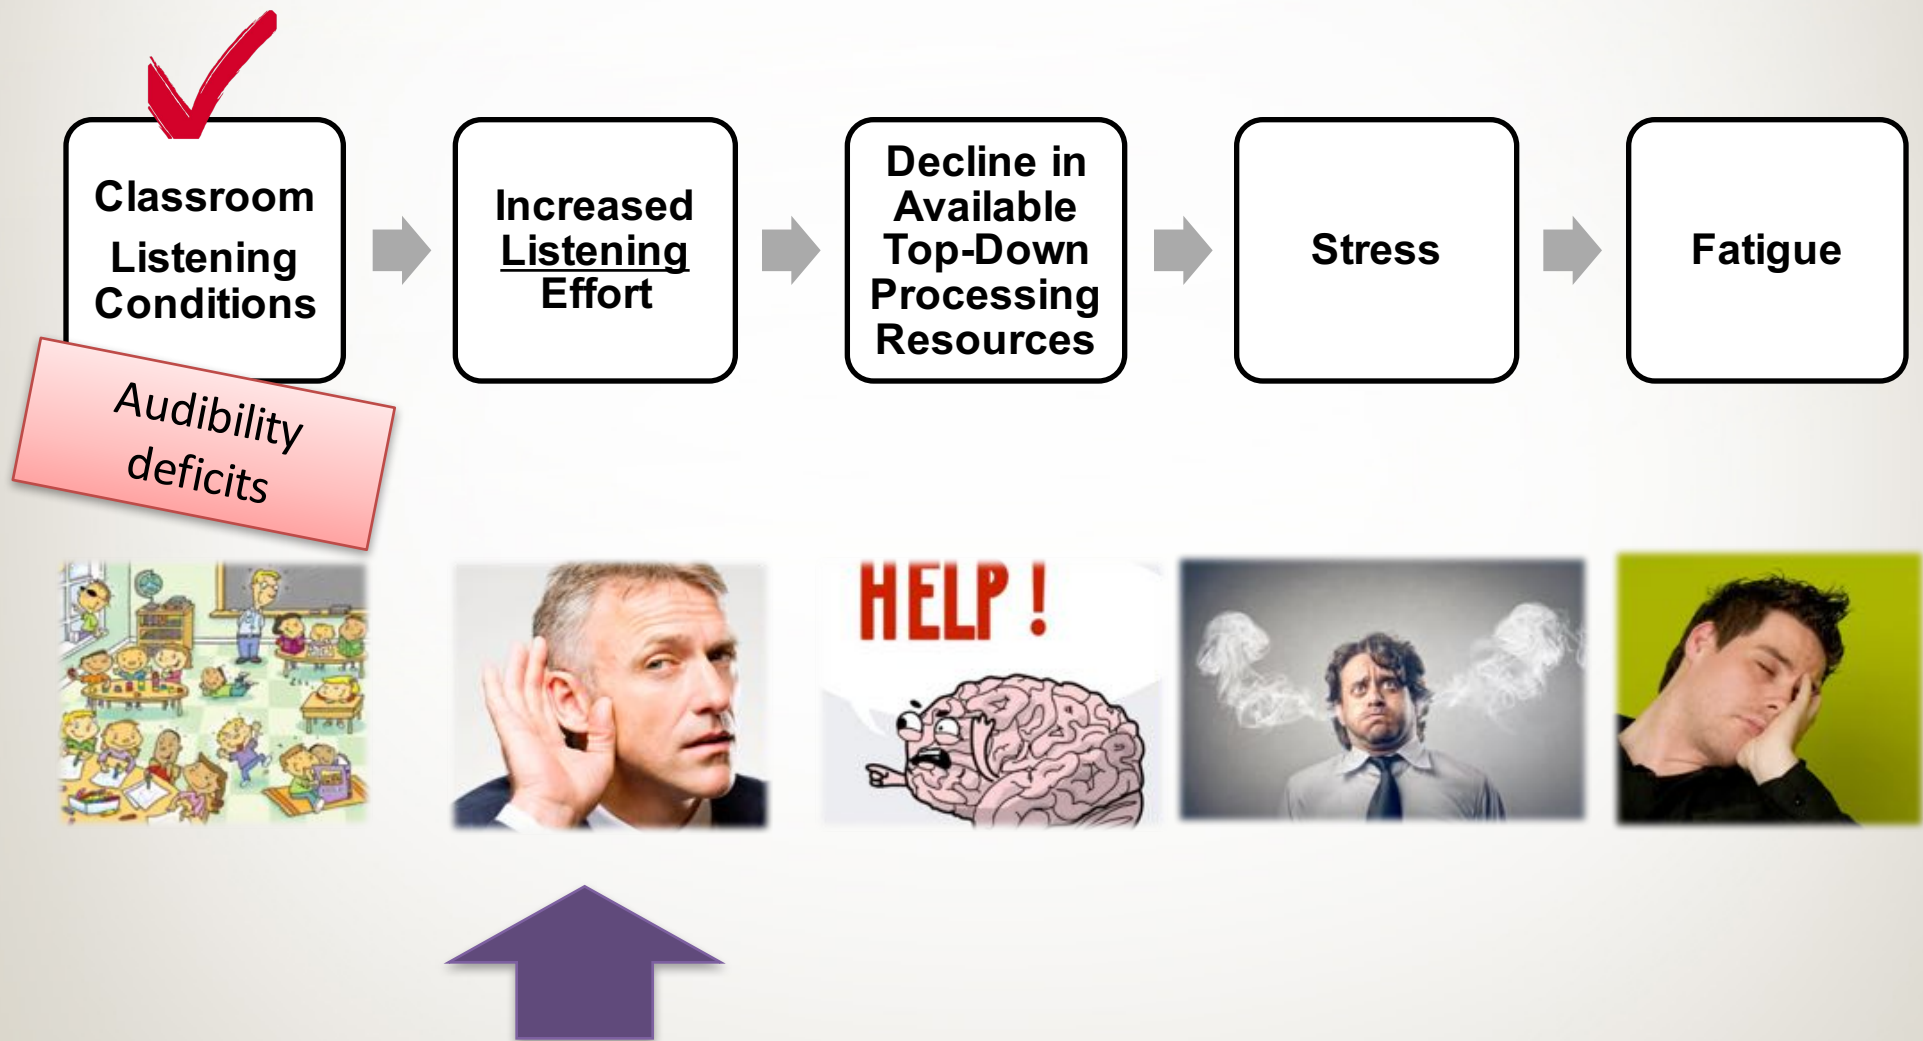 Classroom
Listening
Conditions
Increased
Listening
Effort
Decline in
Available
Top-Down
Processing
Resources
Stress
Fatigue
Audibility
deficits
HELP !